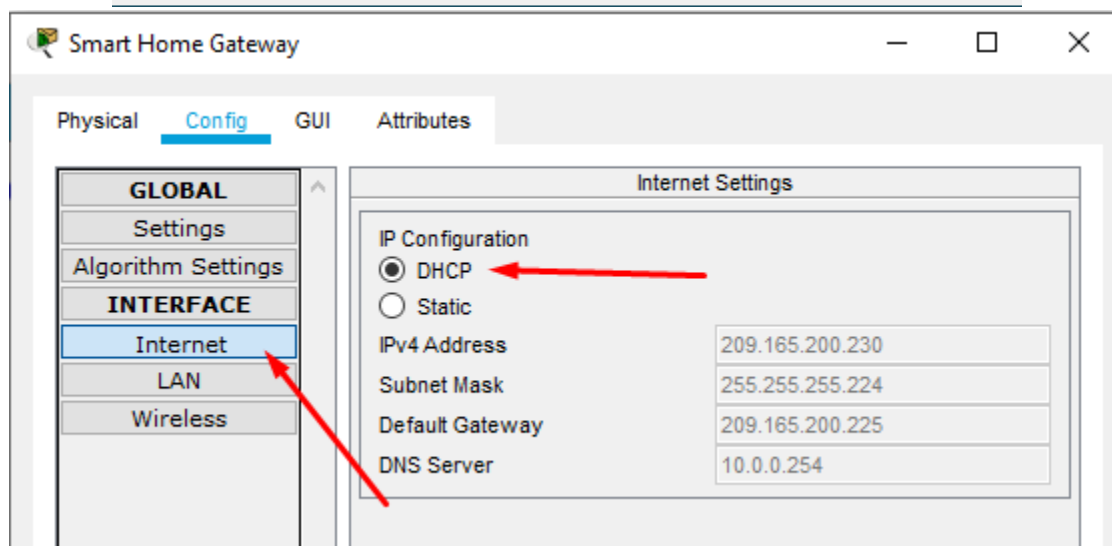 Smart Home Gateway
Physical Config GUI Attributes
GLOBAL
Settings
Algorithm Settings
INTERFACE
Internet
LAN
Wireless
Internet Settings
IP Configuration
DHCP
Static
IPv4 Address 209.165.200.230
Subnet Mask 255.255.255.224
Default Gateway 209.165.200.225
DNS Server 10.0.0.254